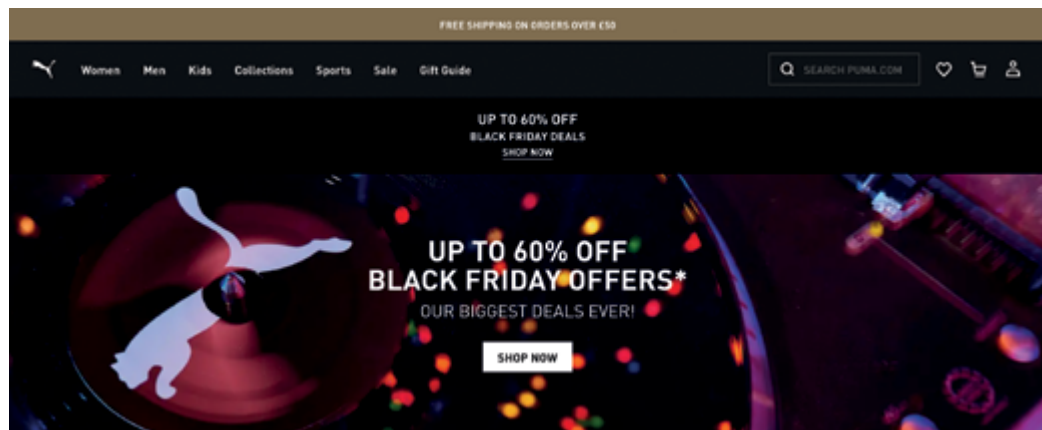 FREE SHIPPING ON ORDERS OVER £50
Women Men Kids Collections Sports Sale Gift Guide SEARCH PUMA.COM
UP TO 60% OFF
BLACK FRIDAY DEALS
SHOP NOW
UP TO 60% OFF
BLACK FRIDAY OFFERS*
OUR BIGGEST DEALS EVER!
SHOP NOW